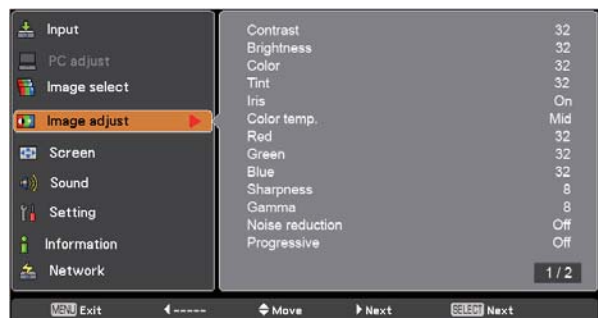 Input
PC adjust
Image select
Image adjust
Screen
Sound
Setting
Information
Network
Contrast 32
Brightness 32
Color 32
Tint 32
Iris On
Color temp. Mid
Red 32
Green 32
Blue 32
Sharpness 8
Gamma 8
Noise reduction Off
Progressive Off
1 / 2
MENU Exit ----- Move Next SELECT Next